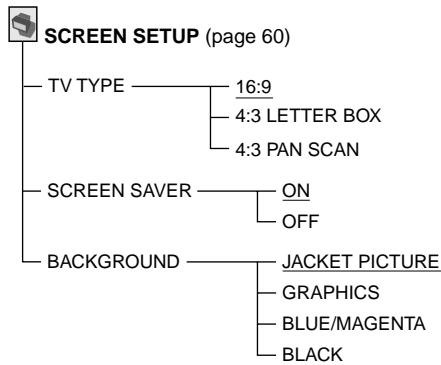 SCREEN SETUP (page 60)
TV TYPE
16:9
4:3 LETTER BOX
4:3 PAN SCAN
SCREEN SAVER
ON
OFF
BACKGROUND
JACKET PICTURE
GRAPHICS
BLUE/MAGENTA
BLACK